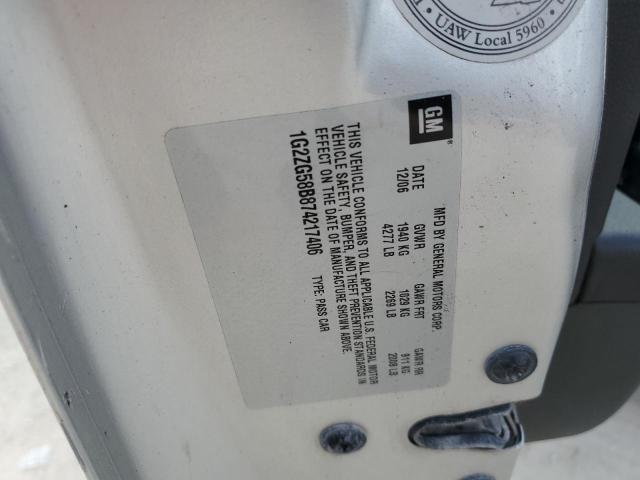 UAW Local 5960
GM
®
MFD BY GENERAL MOTORS CORP.
DATE GVWR GAWR FRT GAWR RR
12/06 1940 KG 1029 KG 911 KG
4277 LB 2269 LB 2008 LB
THIS VEHICLE CONFORMS TO ALL APPLICABLE U.S. FEDERAL MOTOR
VEHICLE SAFETY, BUMPER, AND THEFT PREVENTION STANDARDS IN
EFFECT ON THE DATE OF MANUFACTURE SHOWN ABOVE.
1G2ZG58B874217406 TYPE: PASS CAR